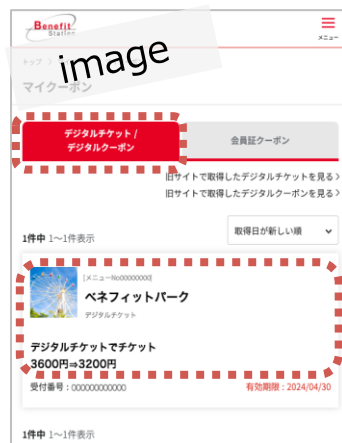 Benefit
Station
メニュー
image
トップ >
マイクーポン
デジタルチケット /
デジタルクーポン
会員証クーポン
旧サイトで取得したデジタルチケットを見る >
旧サイトで取得したデジタルクーポンを見る >
1件中 1〜1件表示
取得日が新しい順
[メニューNo00000000]
ベネフィットパーク
デジタルチケット
デジタルチケットでチケット
3600円⇒3200円
受付番号：000000000000
有効期限：2024/04/30
1件中 1〜1件表示